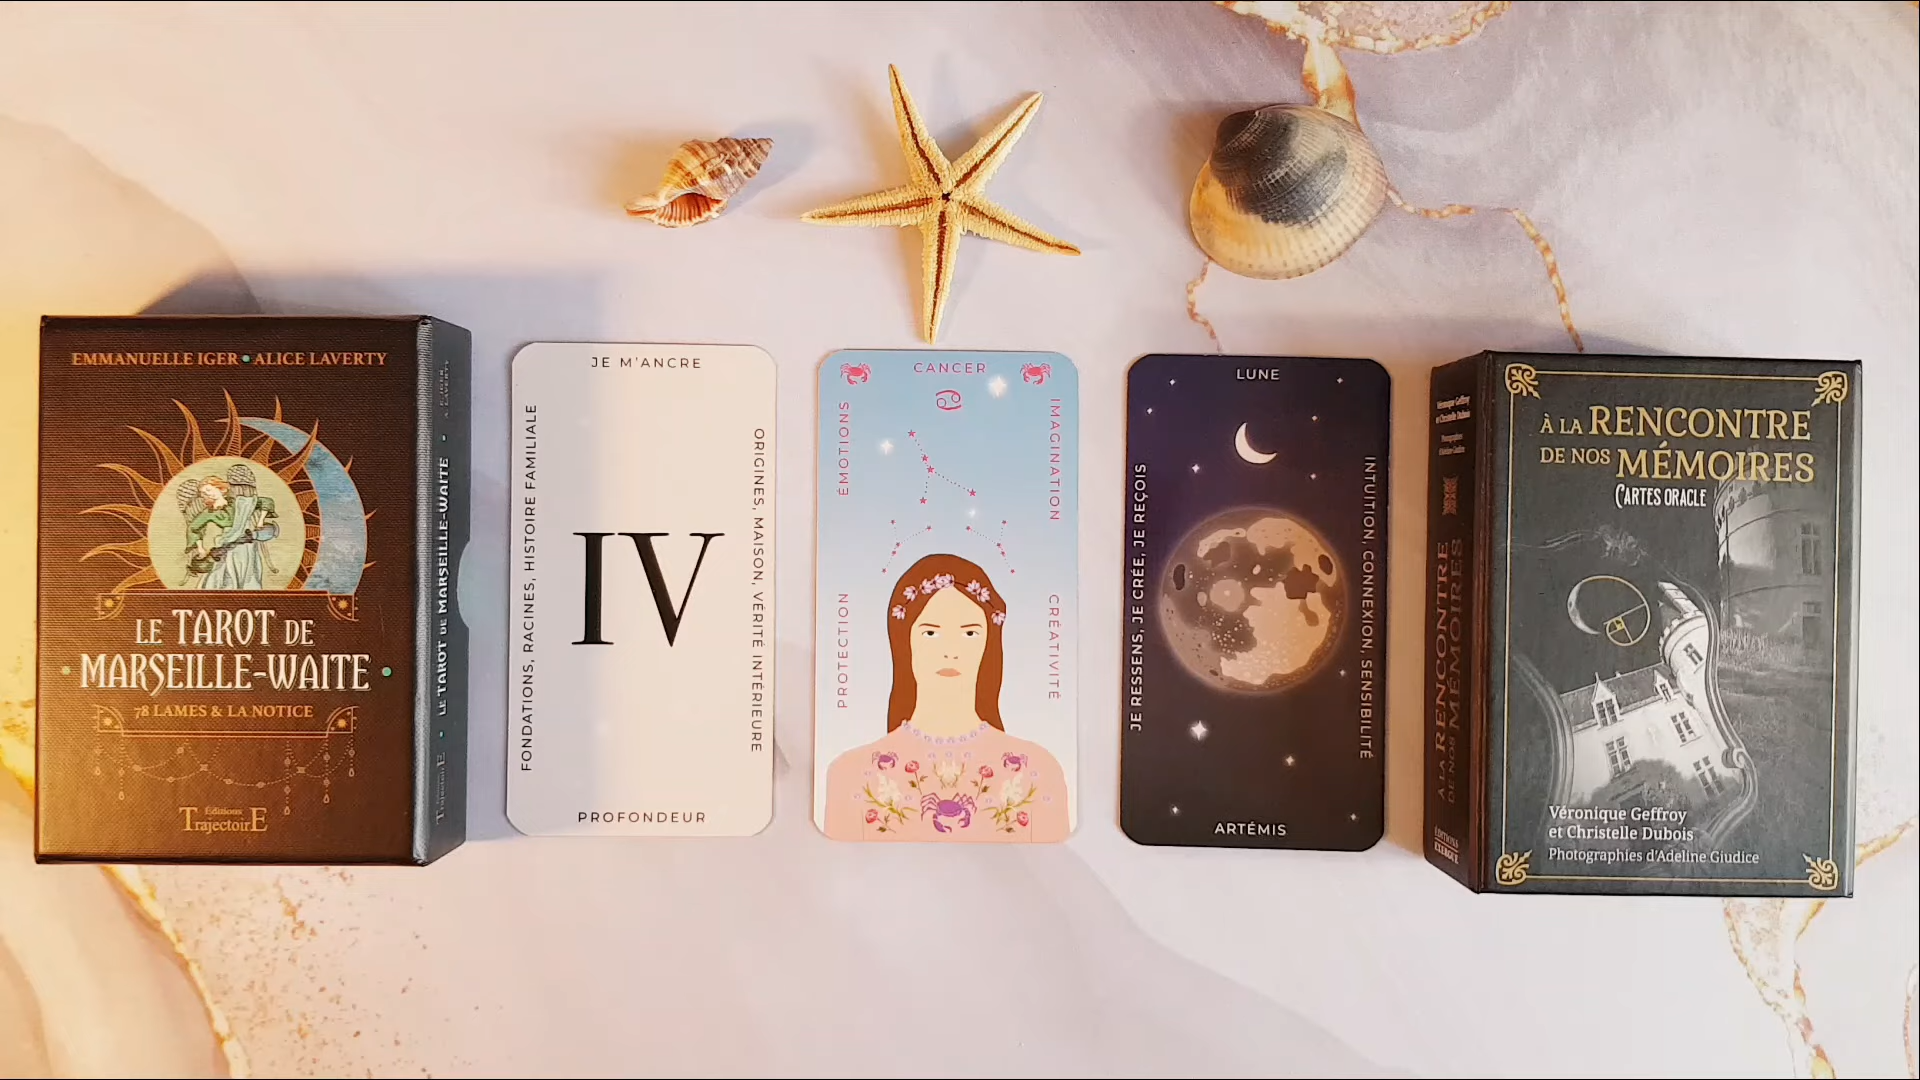 EMMANUELLE IGER • ALICE LAVERTY
LE TAROT DE
• MARSEILLE-WAITE •
78 LAMES & LA NOTICE
Éditions
TrajectoirE
LE TAROT DE MARSEILLE-WAITE
JE M'ANCRE
FONDATIONS, RACINES, HISTOIRE FAMILIALE
IV
ORIGINES, MAISON, VÉRITÉ INTÉRIEURE
PROFONDEUR
CANCER
♋
ÉMOTIONS
IMAGINATION
PROTECTION
CRÉATIVITÉ
LUNE
JE RESSENS, JE CRÉE, JE REÇOIS
INTUITION, CONNEXION, SENSIBILITÉ
ARTÉMIS
À LA RENCONTRE
DE NOS MÉMOIRES
ÉDITIONS
EXERGUE
À LA RENCONTRE
DE NOS MÉMOIRES
CARTES ORACLE
Véronique Geffroy
et Christelle Dubois
Photographies d'Adeline Giudice